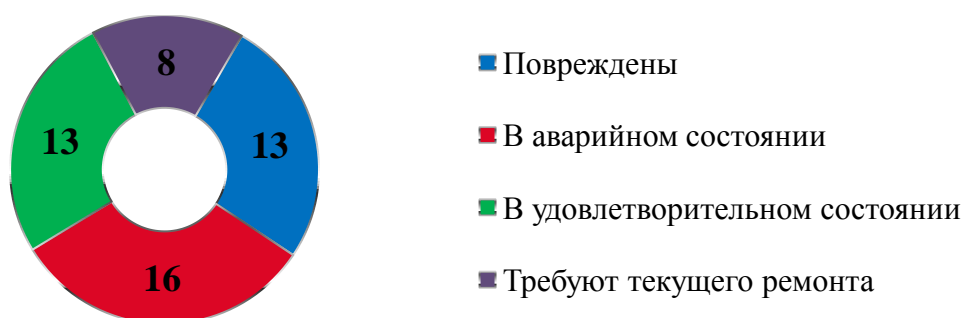 8
13
13
16
Повреждены
В аварийном состоянии
В удовлетворительном состоянии
Требуют текущего ремонта